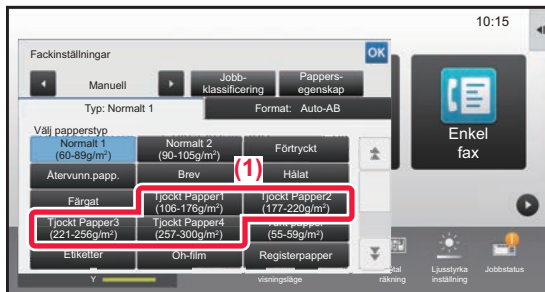 10:15
Fackinställningar
OK
Manuell
Jobb-
klassificering
Pappers-
egenskap
Typ: Normalt 1
Format: Auto-AB
Välj papperstyp
Normalt 1
(60-89g/m²)
Normalt 2
(90-105g/m²)
Förtryckt
Återvunn.papp.
Brev
(1)
Hålat
Färgat
Tjockt Papper1
(106-176g/m²)
Tjockt Papper2
(177-220g/m²)
Tjockt Papper3
(221-256g/m²)
Tjockt Papper4
(257-300g/m²)
(55-59g/m²)
Etiketter
Oh-film
Registerpapper
Enkel
fax
Y
visningsläge
räkning
Ljusstyrka
inställning
Jobbstatus